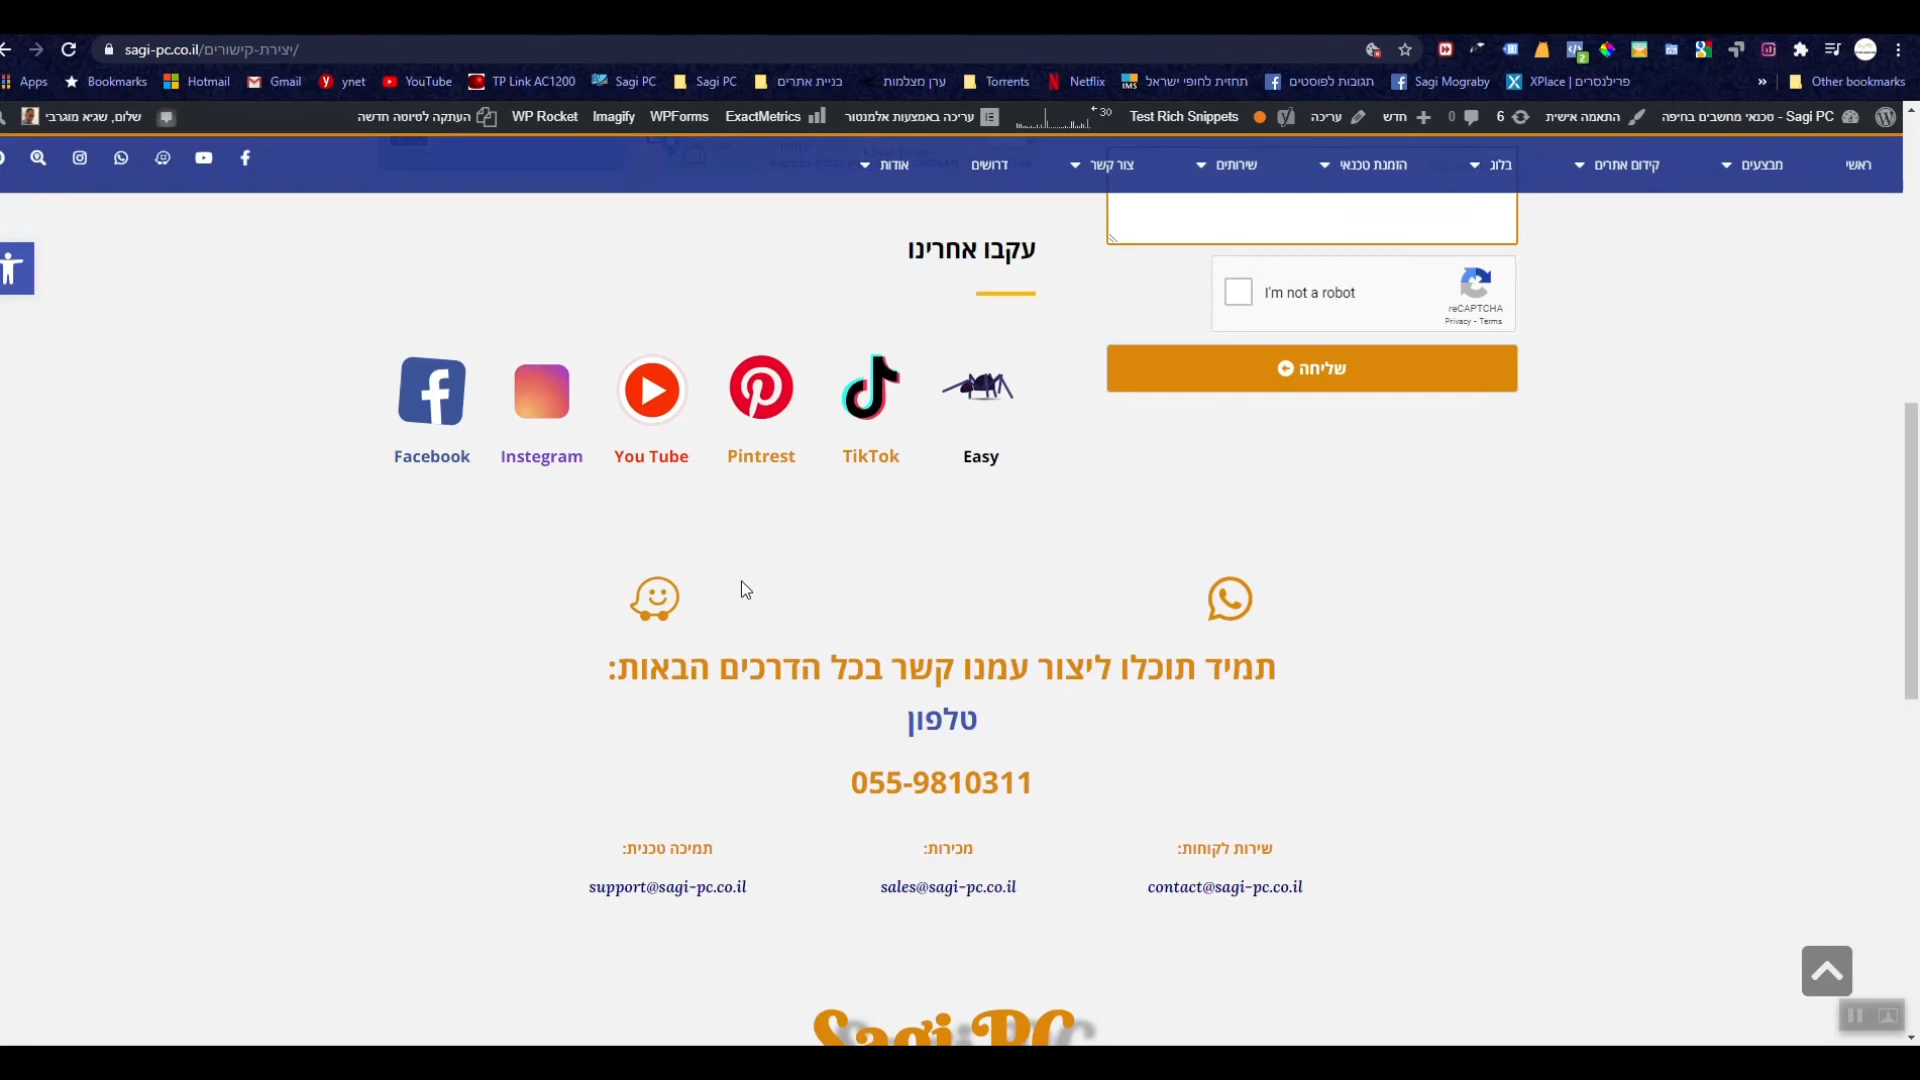 sagi-pc.co.il/יצירת-קישורים/
Apps Bookmarks Hotmail Gmail ynet YouTube TP Link AC1200 Sagi PC Sagi PC בניית אתרים ערן מצלמות Torrents Netflix תחזית לחופי ישראל תגובות לפוסטים Sagi Mograby XPlace | פרילנסרים » Other bookmarks
Sagi PC - טכנאי מחשבים בחיפה התאמה אישית 6 0 חדש עריכה Test Rich Snippets 30 עריכה באמצעות אלמנטור ExactMetrics WPForms Imagify WP Rocket העתקה לטיוטה חדשה שלום, שגיא מוגרבי
ראשי מבצעים קידום אתרים בלוג הזמנת טכנאי שירותים צור קשר דרושים אודות
עקבו אחרינו
I'm not a robot
reCAPTCHA
Privacy - Terms
שליחה
Facebook Instegram You Tube Pintrest TikTok Easy
תמיד תוכלו ליצור עמנו קשר בכל הדרכים הבאות:
טלפון
055-9810311
שירות לקוחות: מכירות: תמיכה טכנית:
support@sagi-pc.co.il sales@sagi-pc.co.il contact@sagi-pc.co.il
Sagi PC